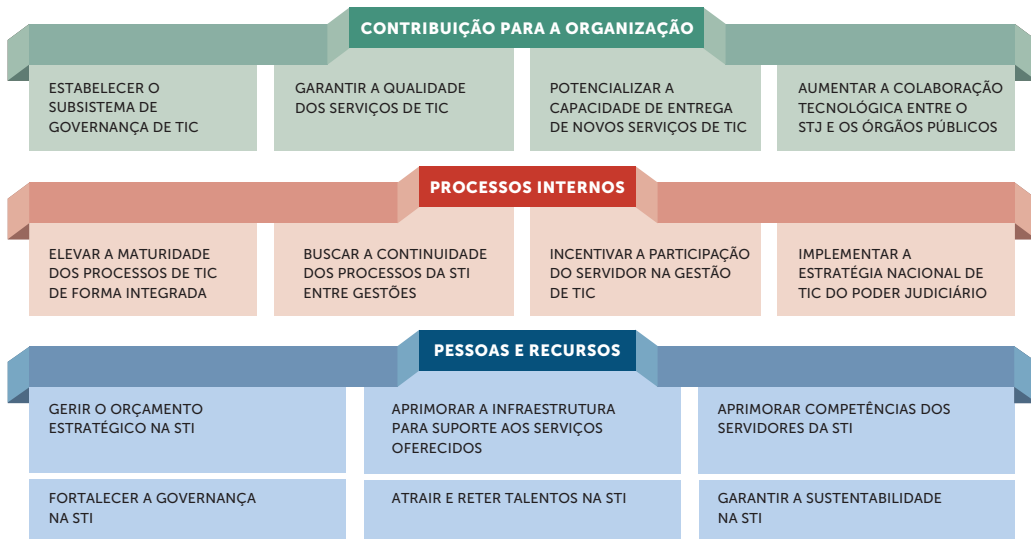 CONTRIBUIÇÃO PARA A ORGANIZAÇÃO
ESTABELECER O
SUBSISTEMA DE
GOVERNANÇA DE TIC
GARANTIR A QUALIDADE
DOS SERVIÇOS DE TIC
POTENCIALIZAR A
CAPACIDADE DE ENTREGA
DE NOVOS SERVIÇOS DE TIC
AUMENTAR A COLABORAÇÃO
TECNOLÓGICA ENTRE O
STJ E OS ÓRGÃOS PÚBLICOS
PROCESSOS INTERNOS
ELEVAR A MATURIDADE
DOS PROCESSOS DE TIC
DE FORMA INTEGRADA
BUSCAR A CONTINUIDADE
DOS PROCESSOS DA STI
ENTRE GESTÕES
INCENTIVAR A PARTICIPAÇÃO
DO SERVIDOR NA GESTÃO
DE TIC
IMPLEMENTAR A
ESTRATÉGIA NACIONAL DE
TIC DO PODER JUDICIÁRIO
PESSOAS E RECURSOS
GERIR O ORÇAMENTO
ESTRATÉGICO NA STI
APRIMORAR A INFRAESTRUTURA
PARA SUPORTE AOS SERVIÇOS
OFERECIDOS
APRIMORAR COMPETÊNCIAS DOS
SERVIDORES DA STI
FORTALECER A GOVERNANÇA
NA STI
ATRAIR E RETER TALENTOS NA STI
GARANTIR A SUSTENTABILIDADE
NA STI